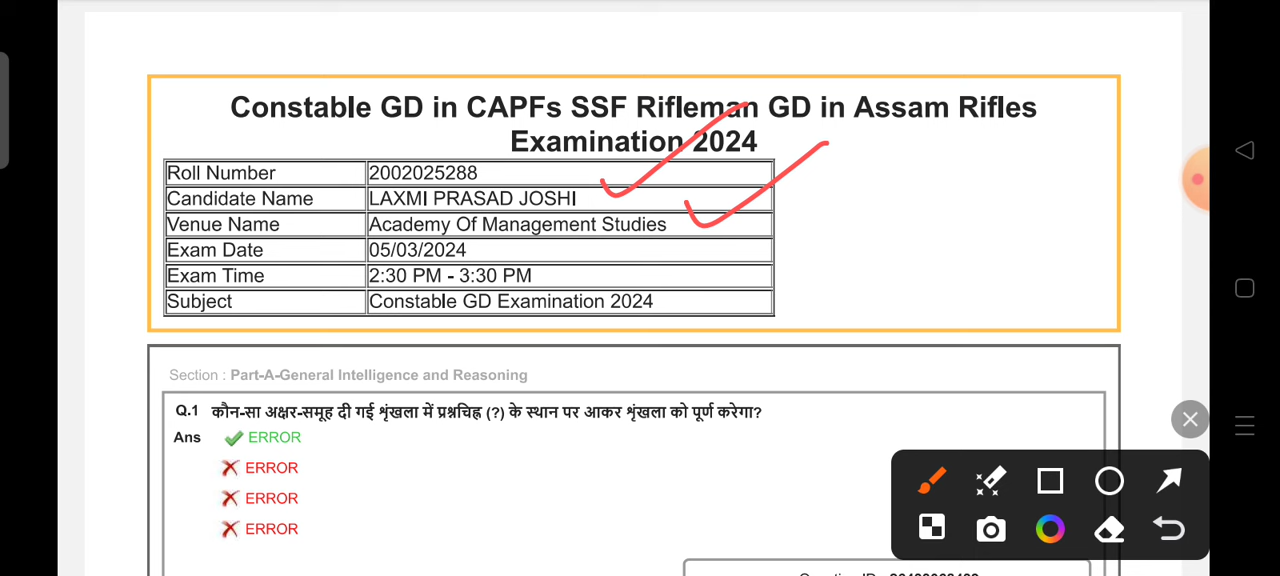 Constable GD in CAPFs SSF Rifleman GD in Assam Rifles
Examination 2024
Roll Number 2002025288
Candidate Name LAXMI PRASAD JOSHI
Venue Name Academy Of Management Studies
Exam Date 05/03/2024
Exam Time 2:30 PM - 3:30 PM
Subject Constable GD Examination 2024
Section : Part-A-General Intelligence and Reasoning
Q.1 कौन-सा अक्षर-समूह दी गई शृंखला में प्रश्नचिह्न (?) के स्थान पर आकर शृंखला को पूर्ण करेगा?
Ans ERROR
ERROR
ERROR
ERROR